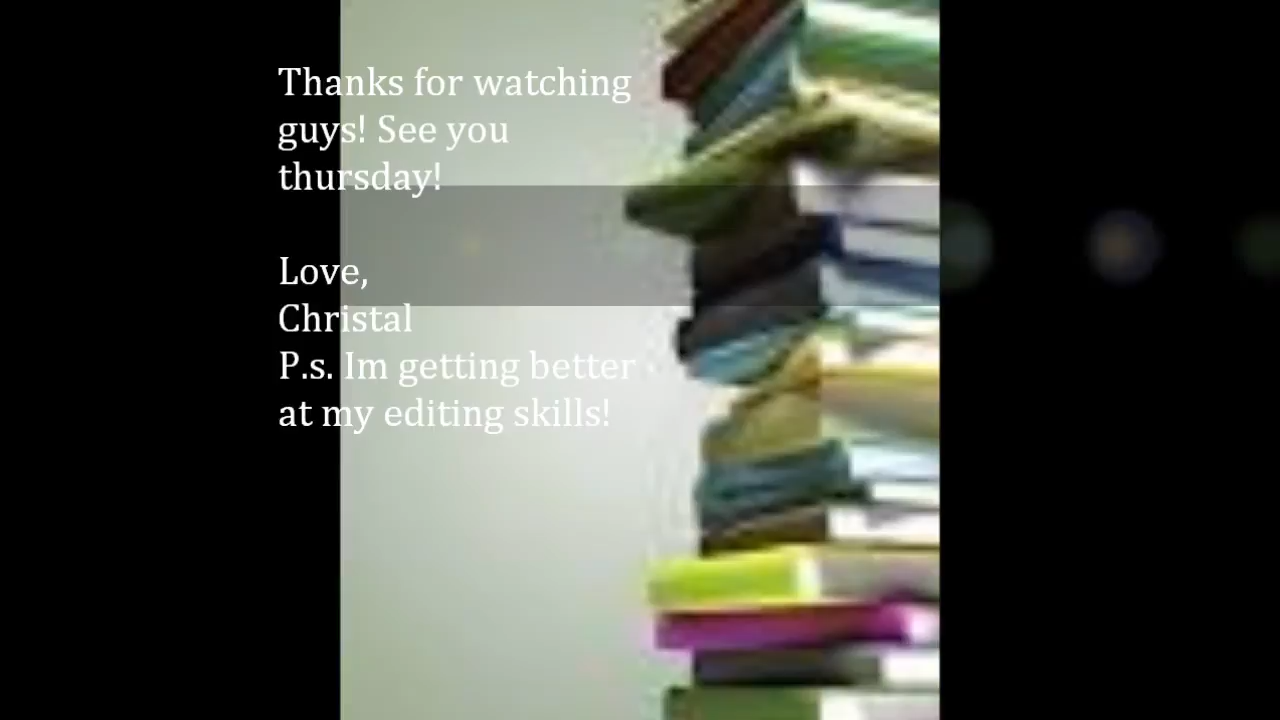 Thanks for watching
guys! See you
thursday!
Love,
Christal
P.s. Im getting better
at my editing skills!